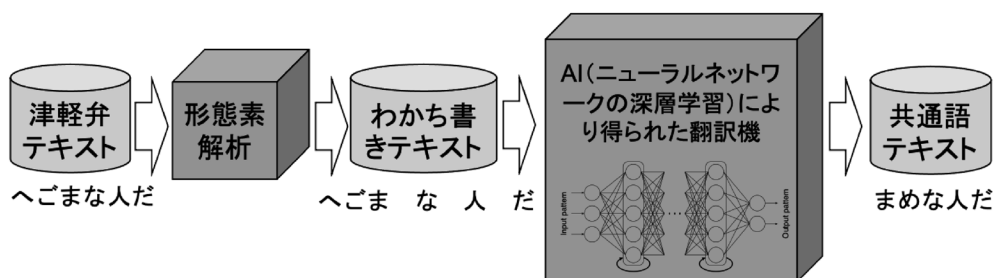 津軽弁
テキスト
へごまな人だ
形態素
解析
わかち書
きテキスト
へごま な 人 だ
AI(ニューラルネットワ
ークの深層学習)によ
り得られた翻訳機
Input pattern
Output pattern
共通語
テキスト
まめな人だ